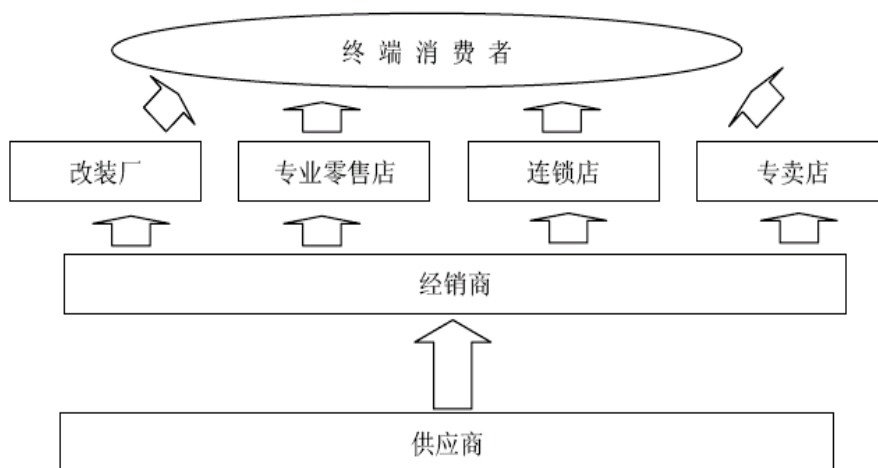 终端消费者
改装厂
专业零售店
连锁店
专卖店
经销商
供应商